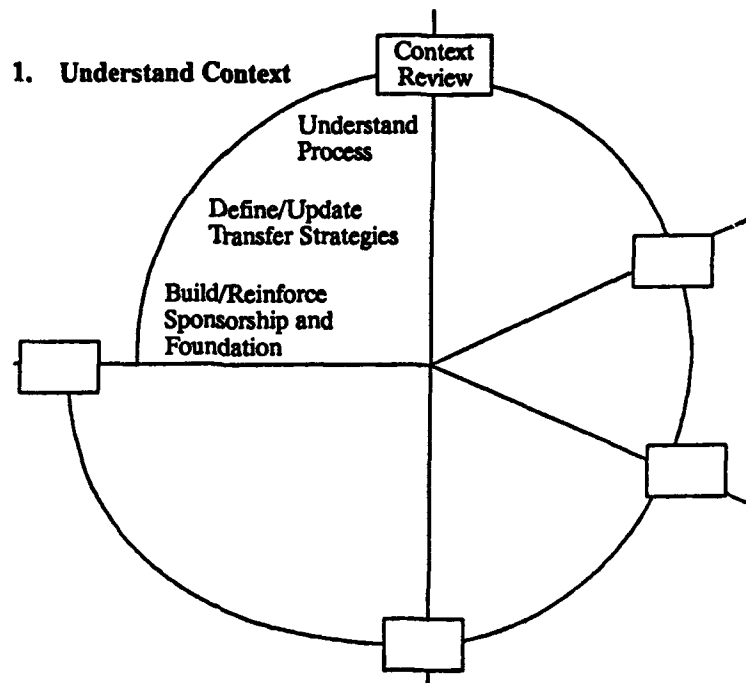 1. Understand Context
Context
Review
Understand
Process
Define/Update
Transfer Strategies
Build/Reinforce
Sponsorship and
Foundation